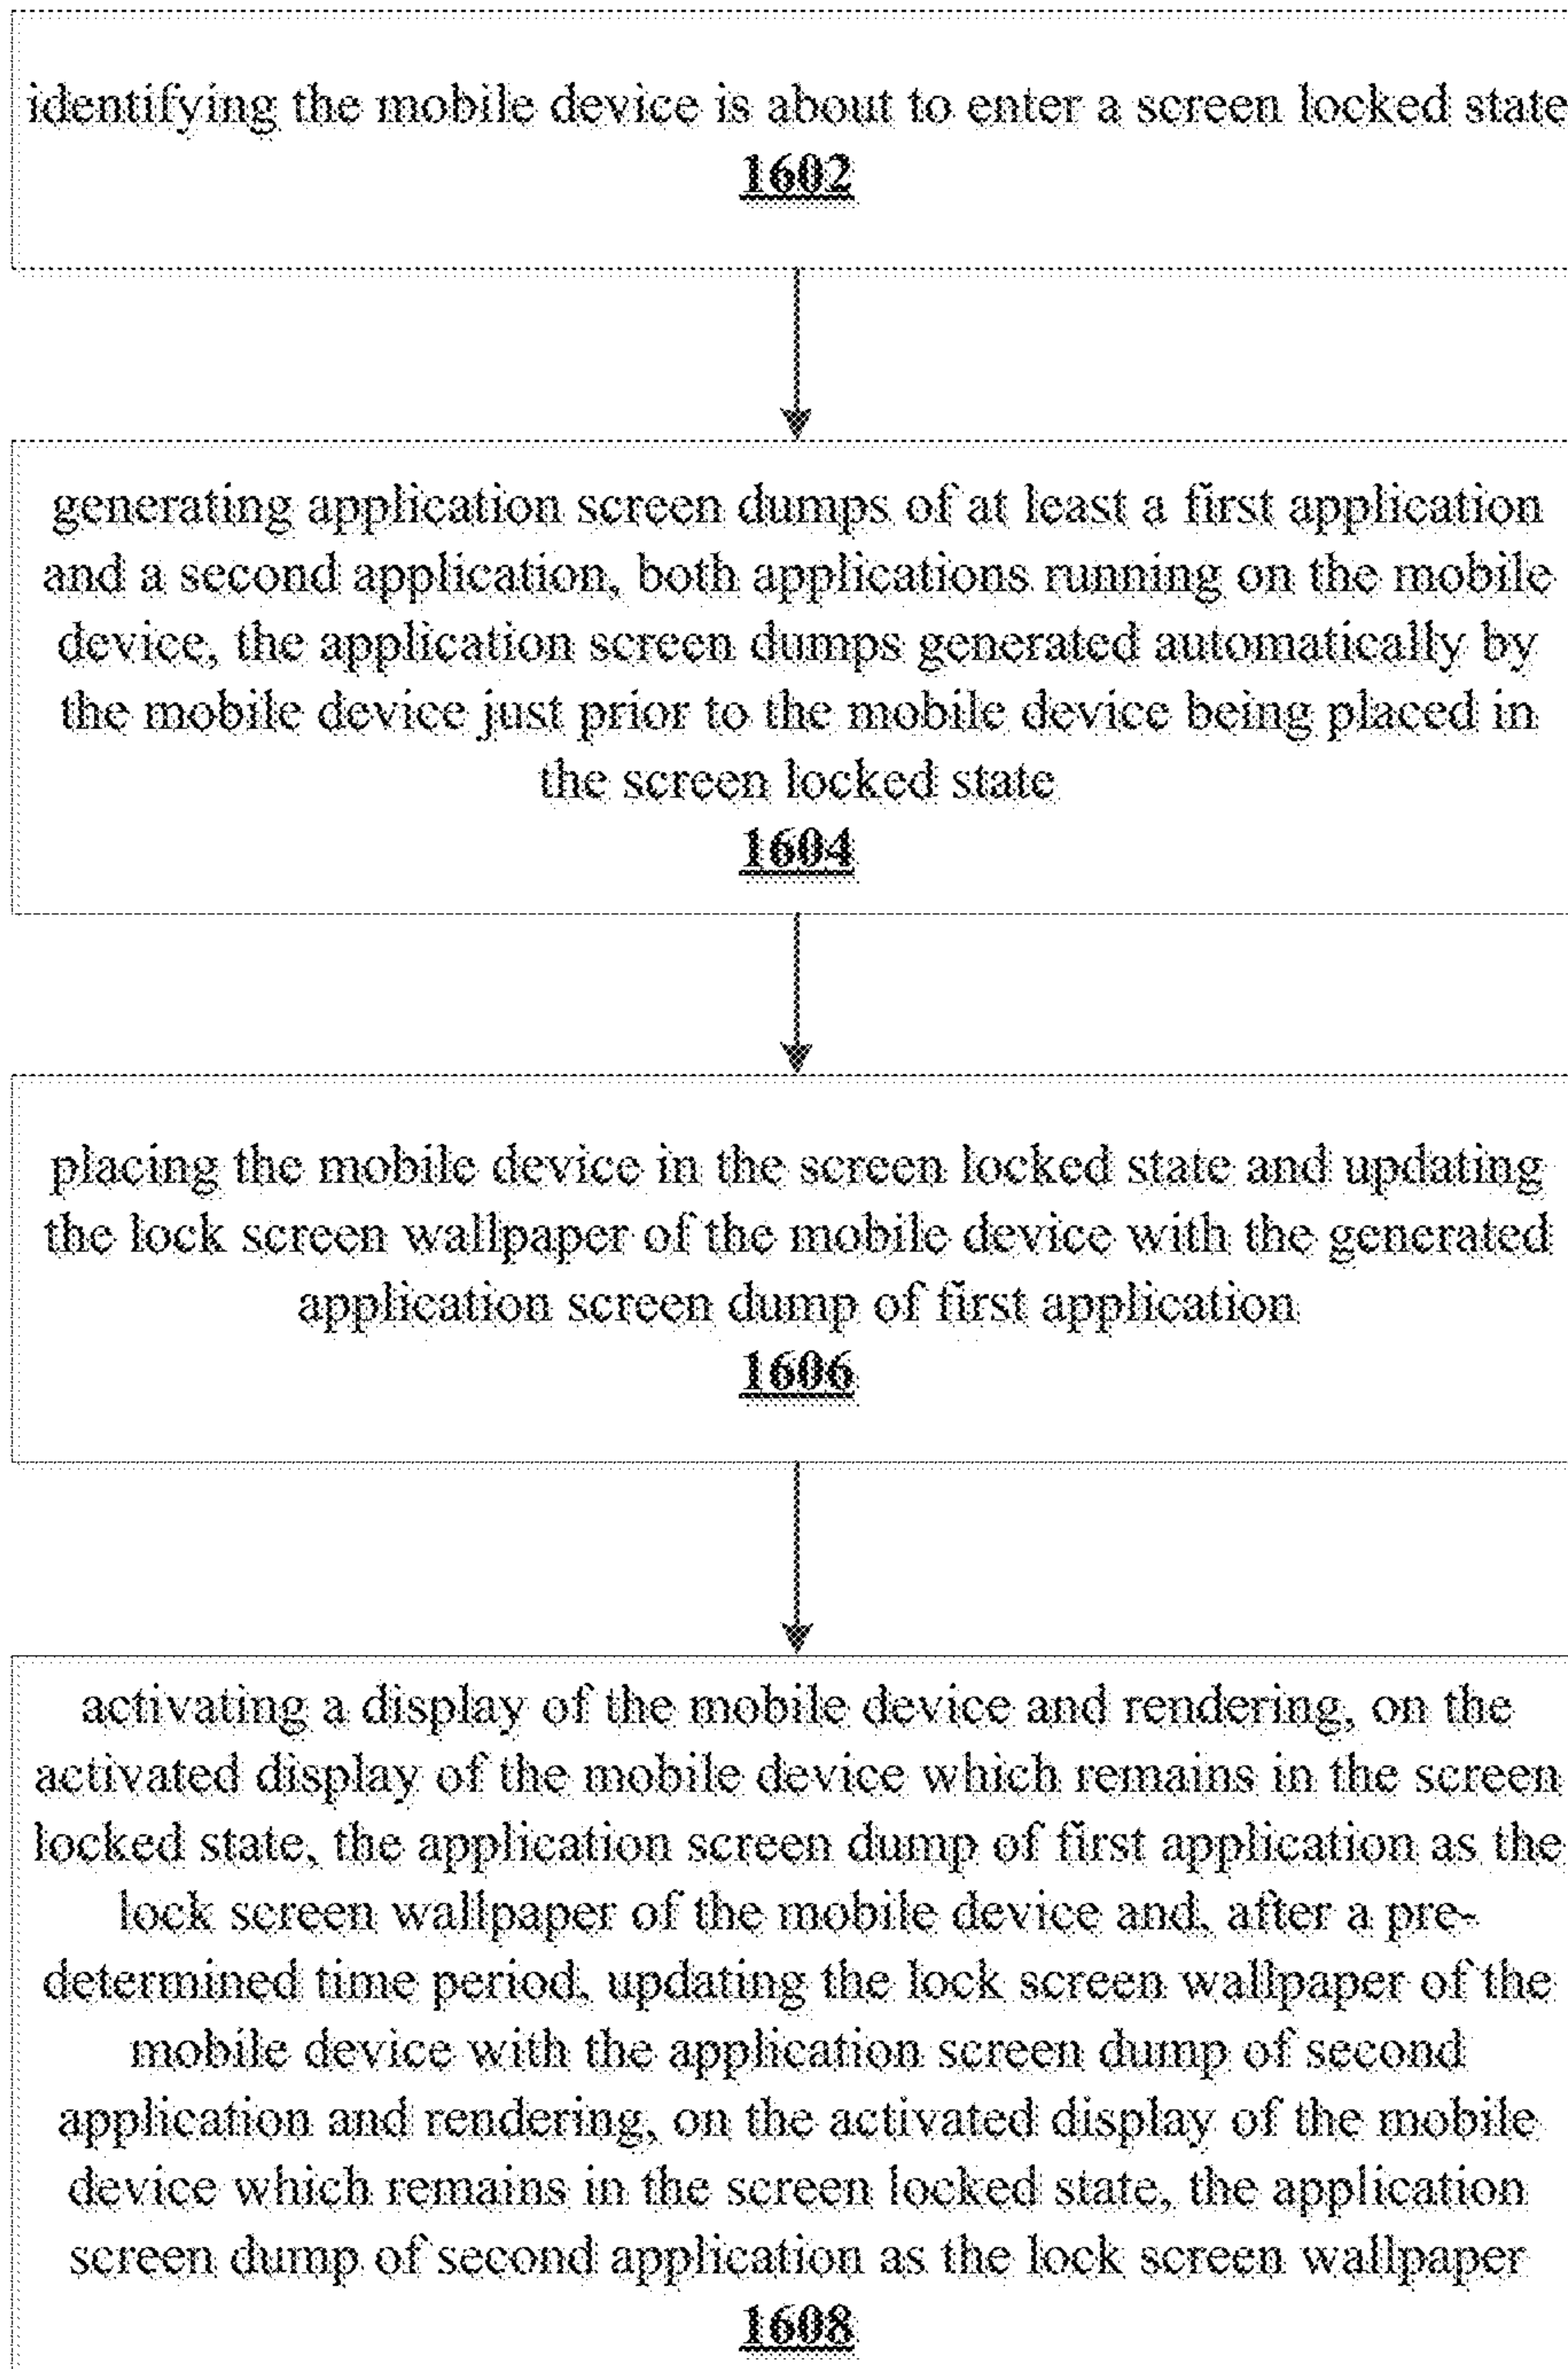 identifying the mobile device is about to enter a screen locked state
1602
generating application screen dumps of at least a first application
and a second application, both applications running on the mobile
device, the application screen dumps generated automatically by
the mobile device just prior to the mobile device being placed in
the screen locked state
1604
placing the mobile device in the screen locked state and updating
the lock screen wallpaper of the mobile device with the generated
application screen dump of first application
1606
activating a display of the mobile device and rendering, on the
activated display of the mobile device which remains in the screen
locked state, the application screen dump of first application as the
lock screen wallpaper of the mobile device and, after a pre-
determined time period, updating the lock screen wallpaper of the
mobile device with the application screen dump of second
application and rendering, on the activated display of the mobile
device which remains in the screen locked state, the application
screen dump of second application as the lock screen wallpaper
1608